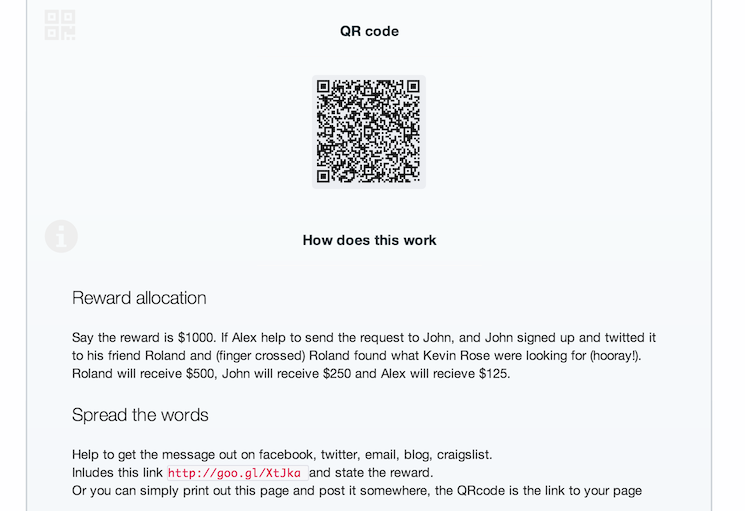 QR code
How does this work
Reward allocation
Say the reward is $1000. If Alex help to send the request to John, and John signed up and twitted it
to his friend Roland and (finger crossed) Roland found what Kevin Rose were looking for (hooray!).
Roland will receive $500, John will receive $250 and Alex will recieve $125.
Spread the words
Help to get the message out on facebook, twitter, email, blog, craigslist.
Inludes this link http://goo.gl/XtJka and state the reward.
Or you can simply print out this page and post it somewhere, the QRcode is the link to your page